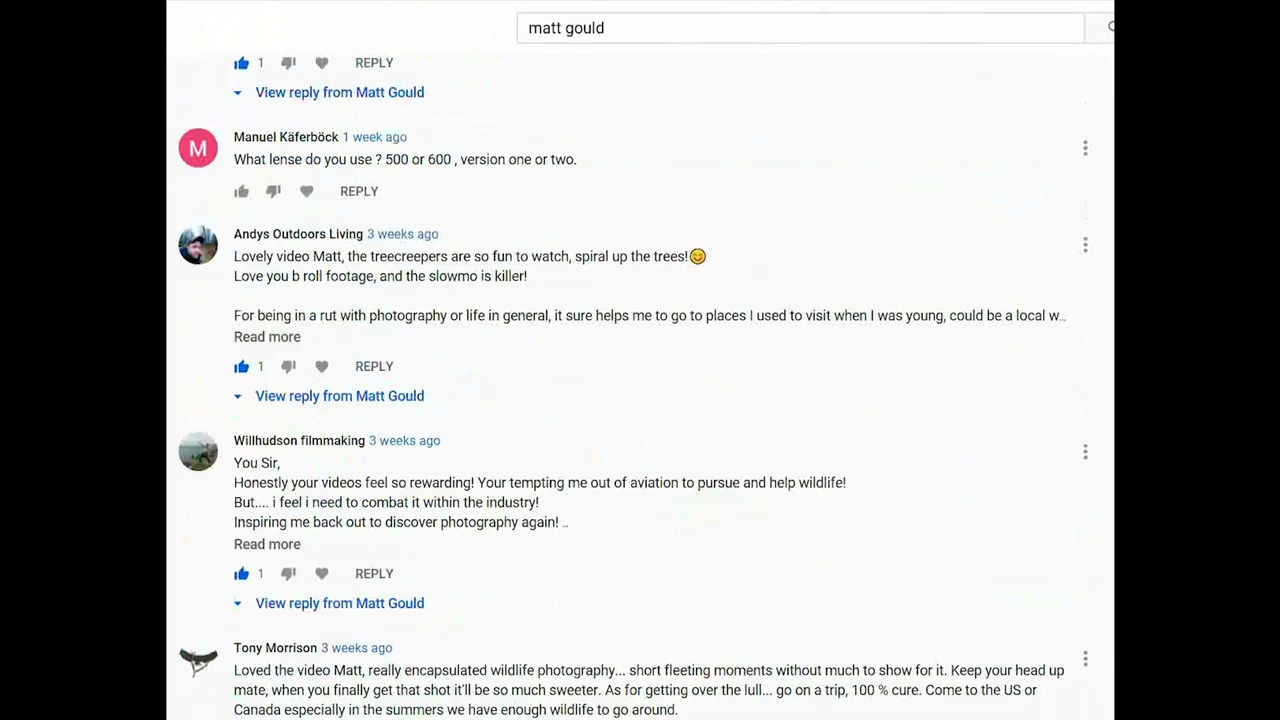 matt gould
1 REPLY
View reply from Matt Gould
Manuel Käferböck 1 week ago
M
What lense do you use ? 500 or 600 , version one or two.
REPLY
Andys Outdoors Living 3 weeks ago
Lovely video Matt, the treecreepers are so fun to watch, spiral up the trees!😊
Love you b roll footage, and the slowmo is killer!
For being in a rut with photography or life in general, it sure helps me to go to places I used to visit when I was young, could be a local w...
Read more
1 REPLY
View reply from Matt Gould
Willhudson filmmaking 3 weeks ago
You Sir,
Honestly your videos feel so rewarding! Your tempting me out of aviation to pursue and help wildlife!
But.... i feel i need to combat it within the industry!
Inspiring me back out to discover photography again! ...
Read more
1 REPLY
View reply from Matt Gould
Tony Morrison 3 weeks ago
Loved the video Matt, really encapsulated wildlife photography... short fleeting moments without much to show for it. Keep your head up
mate, when you finally get that shot it'll be so much sweeter. As for getting over the lull... go on a trip, 100 % cure. Come to the US or
Canada especially in the summers we have enough wildlife to go around.